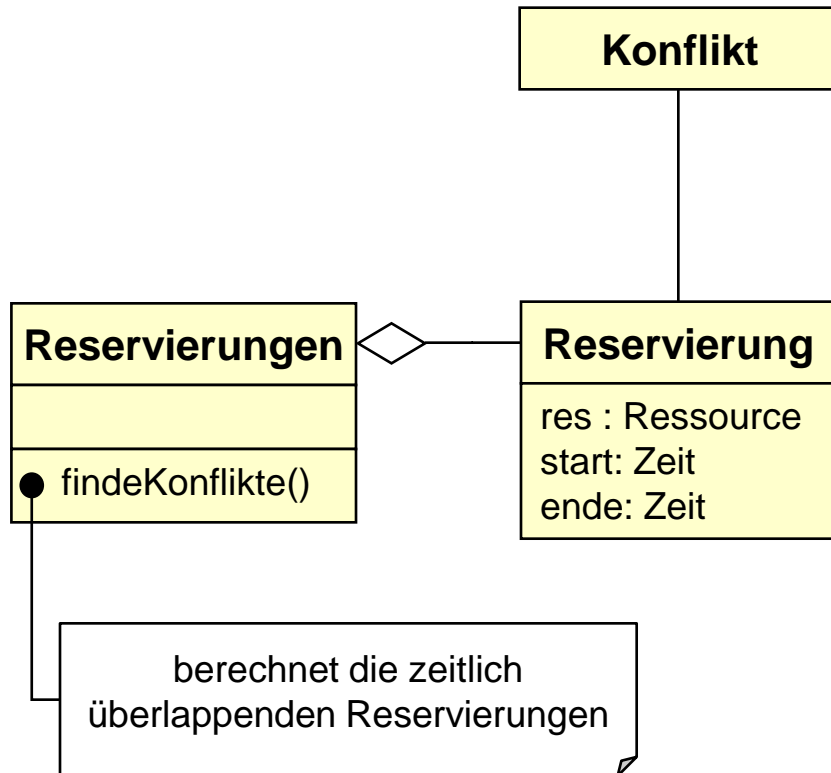 Konflikt
Reservierungen
findeKonflikte()
Reservierung
res : Ressource
start: Zeit
ende: Zeit
berechnet die zeitlich
überlappenden Reservierungen